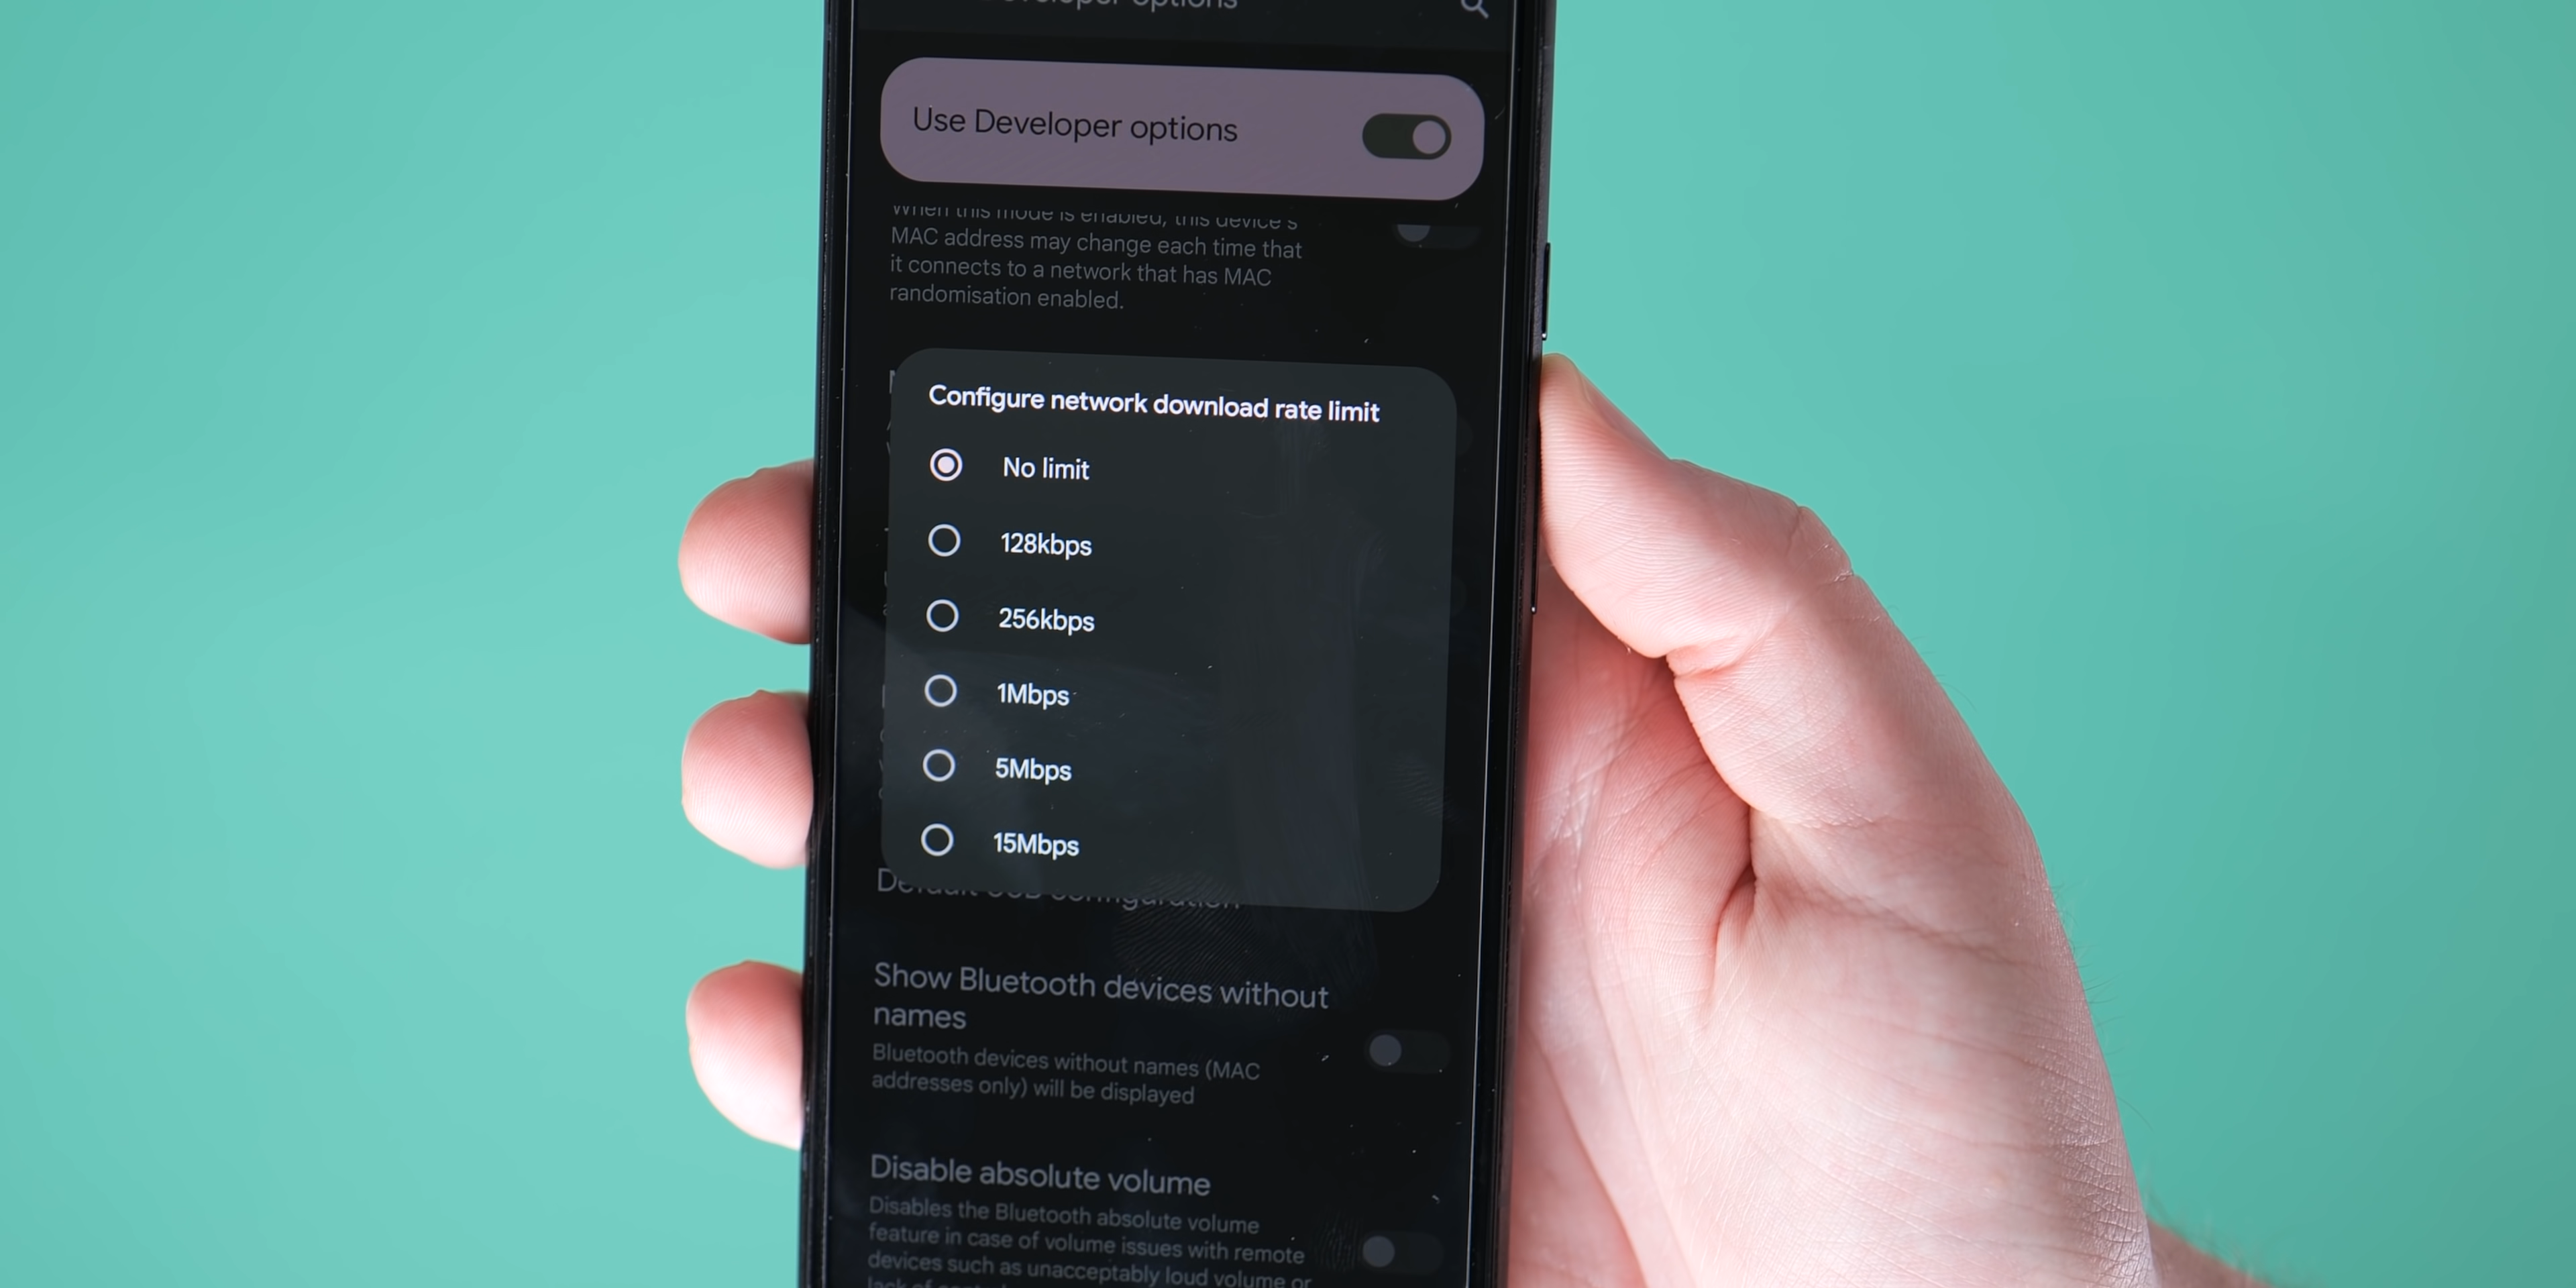 Developer options
Use Developer options
When this mode is enabled, this device's
MAC address may change each time that
it connects to a network that has MAC
randomisation enabled.
Configure network download rate limit
No limit
128kbps
256kbps
1Mbps
5Mbps
15Mbps
Default USB configuration
Show Bluetooth devices without
names
Bluetooth devices without names (MAC
addresses only) will be displayed
Disable absolute volume
Disables the Bluetooth absolute volume
feature in case of volume issues with remote
devices such as unacceptably loud volume or
lack of